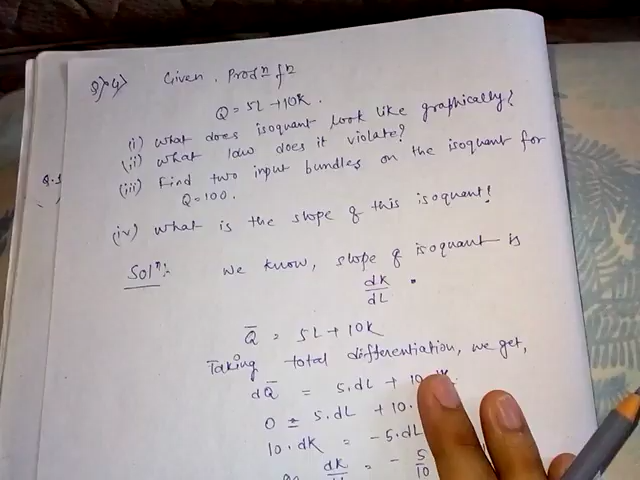 Q) 4) Given, Prodⁿ fⁿ
Q = 5L + 10K.
(i) What does isoquant look like graphically?
(ii) What law does it violate?
(iii) Find two input bundles on the isoquant for
Q = 100.
(iv) What is the slope of this isoquant?
Solⁿ:- We know, slope of isoquant is
dK
dL
Q̅ = 5L + 10K
Taking total differentiation, we get,
dQ̅ = 5.dL + 10
0 = 5.dL + 10.
10.dK = -5.dL
dK = - 5
10